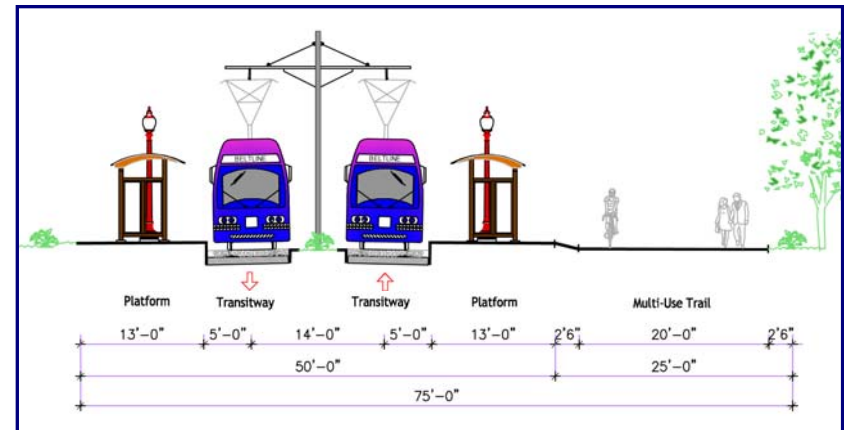 BELTLINE BELTLINE
Platform Transitway Transitway Platform Multi-Use Trail
13'-0" 5'-0" 14'-0" 5'-0" 13'-0" 2'6" 20'-0" 2'6"
50'-0" 25'-0"
75'-0"